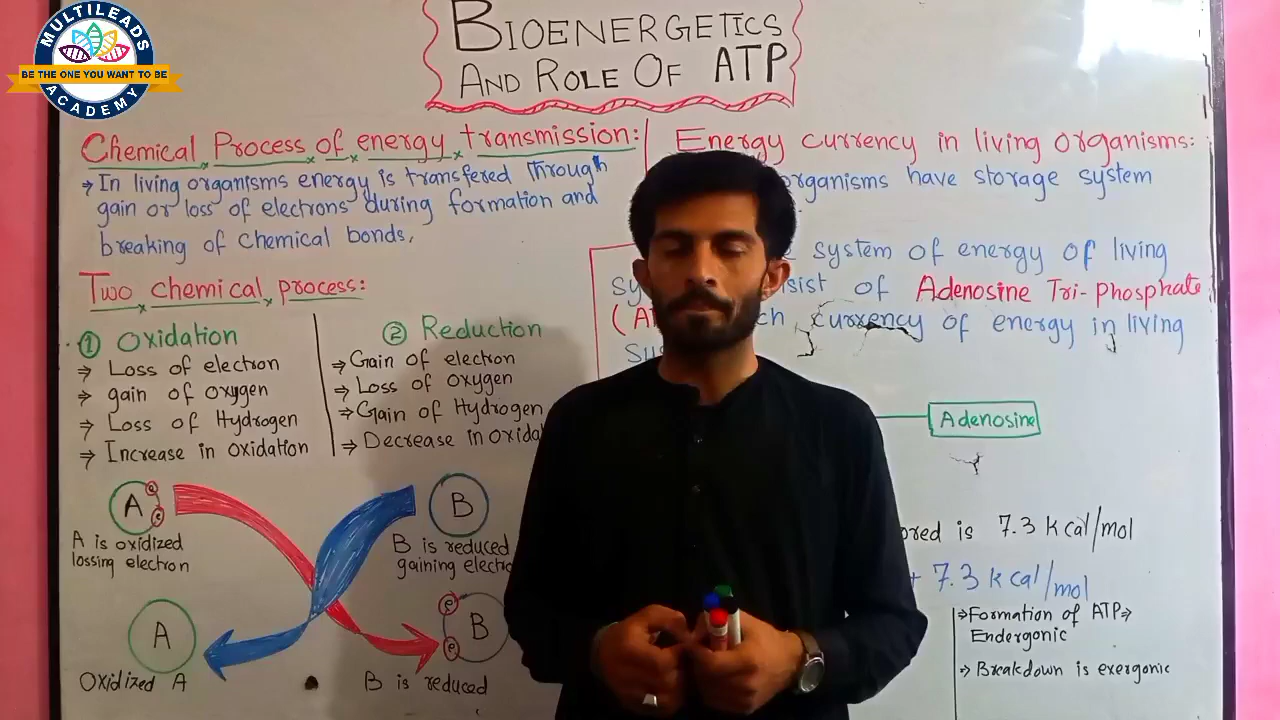 MULTILEADS
BE THE ONE YOU WANT TO BE
ACADEMY
BIOENERGETICS
AND ROLE OF ATP
Chemical Process of energy transmission:
→ In living organisms energy is transfered through
gain or loss of electrons during formation and
breaking of chemical bonds.
Two chemical process:
① Oxidation
→ Loss of electron
→ gain of oxygen
→ Loss of Hydrogen
→ Increase in oxidation
② Reduction
→ Gain of electron
→ Loss of oxygen
→ Gain of Hydrogen
→ Decrease in
A e e
B
A is oxidized
lossing electron
B is reduced
gaining
A
e e B
Oxidized A
B is reduced
Energy currency in living organisms:
organisms have storage system
system of energy of living
of Adenosine Tri-Phosphate
currency of energy in living
Adenosine
is 7.3 kcal/mol
+ 7.3 kcal/mol
→ Formation of ATP →
Endergonic
→ Breakdown is exergonic